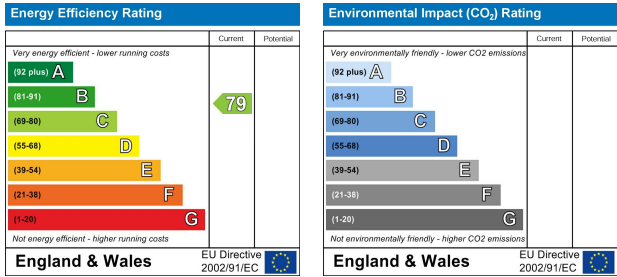 Energy Efficiency Rating
Current Potential
Very energy efficient - lower running costs
(92 plus) A
(81-91) B
79
(69-80) C
(55-68) D
(39-54) E
(21-38) F
(1-20) G
Not energy efficient - higher running costs
England & Wales
EU Directive
2002/91/EC
Environmental Impact (CO₂) Rating
Current Potential
Very environmentally friendly - lower CO2 emissions
(92 plus) A
(81-91) B
(69-80) C
(55-68) D
(39-54) E
(21-38) F
(1-20) G
Not environmentally friendly - higher CO2 emissions
England & Wales
EU Directive
2002/91/EC